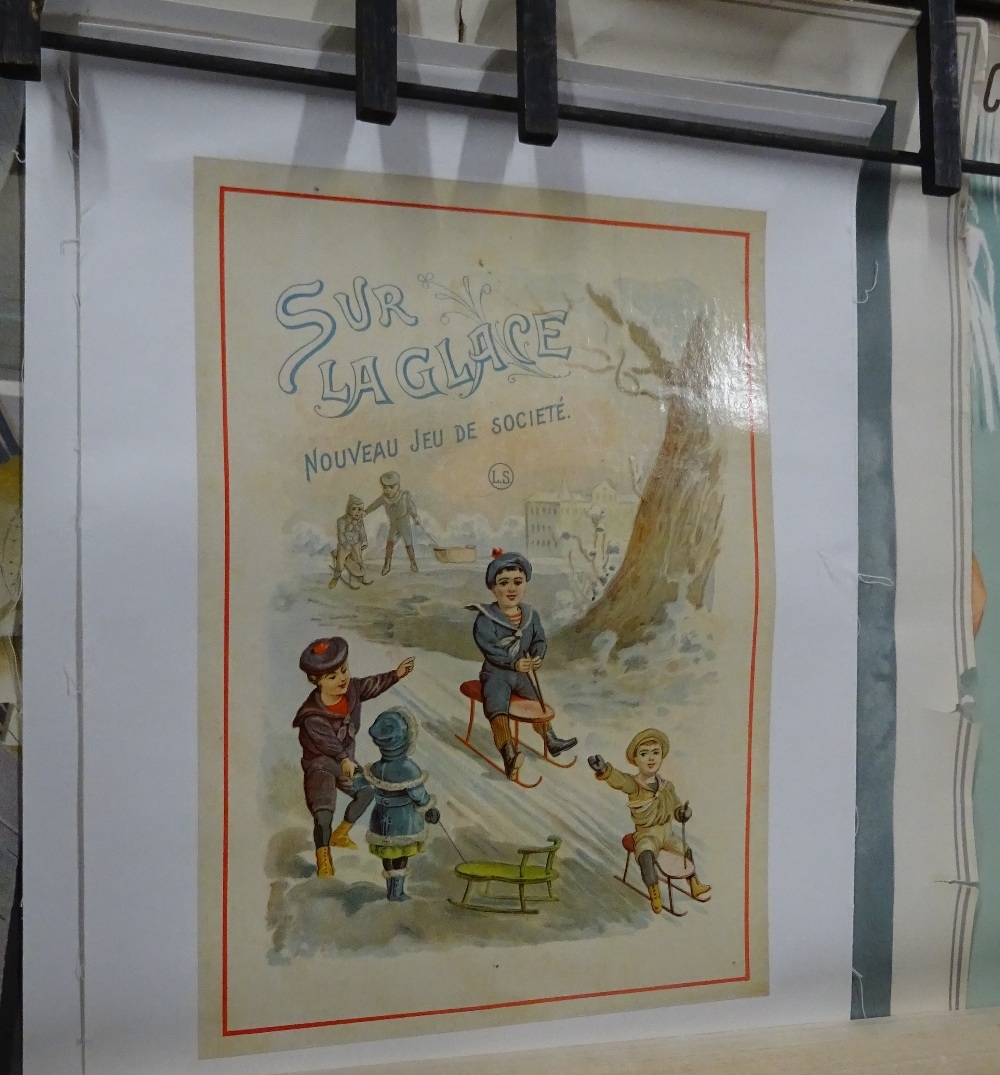 SUR
LA GLACE
NOUVEAU JEU DE SOCIETÉ.
L.S